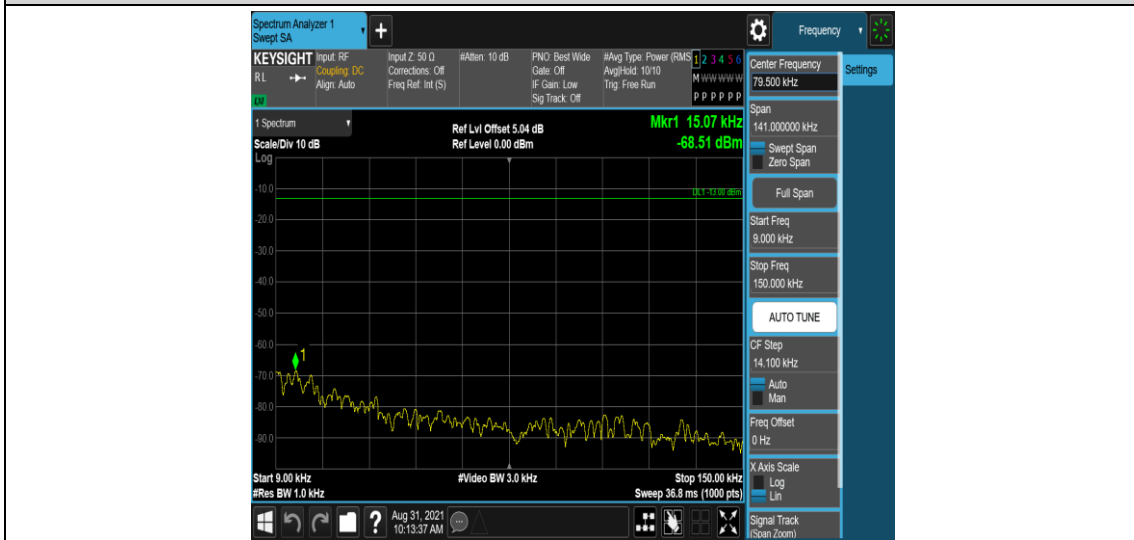 Spectrum Analyzer 1
Swept SA
+
Frequency
KEYSIGHT
RL
LXI
Input: RF
Coupling: DC
Align: Auto
Input Z: 50 Ω
Corrections: Off
Freq Ref: Int (S)
#Atten: 10 dB
PNO: Best Wide
Gate: Off
IF Gain: Low
Sig Track: Off
#Avg Type: Power (RMS
Avg|Hold: 10/10
Trig: Free Run
1 2 3 4 5 6
M W W W W W
P P P P P P
1 Spectrum
Scale/Div 10 dB
Log
Ref Lvl Offset 5.04 dB
Ref Level 0.00 dBm
Mkr1 15.07 kHz
-68.51 dBm
DL1 -13.00 dBm
-10.0
-20.0
-30.0
-40.0
-50.0
-60.0
1
-70.0
-80.0
-90.0
Start 9.00 kHz
#Res BW 1.0 kHz
#Video BW 3.0 kHz
Stop 150.00 kHz
Sweep 36.8 ms (1000 pts)
Center Frequency
79.500 kHz
Settings
Span
141.000000 kHz
Swept Span
Zero Span
Full Span
Start Freq
9.000 kHz
Stop Freq
150.000 kHz
AUTO TUNE
CF Step
14.100 kHz
Auto
Man
Freq Offset
0 Hz
X Axis Scale
Log
Lin
Signal Track
(Span Zoom)
?
Aug 31, 2021
10:13:37 AM